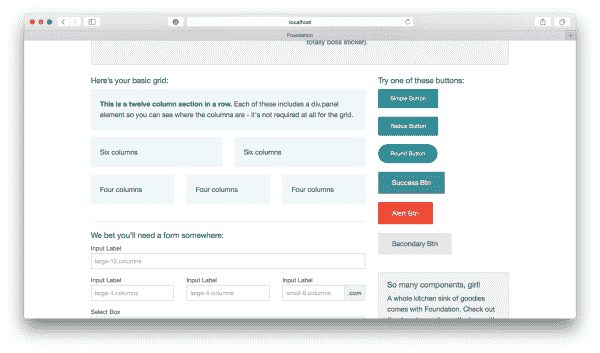 localhost
Foundation
totally boss sticker).
Here's your basic grid:
This is a twelve column section in a row. Each of these includes a div.panel
element so you can see where the columns are - it's not required at all for the grid.
Six columns
Six columns
Four columns
Four columns
Four columns
We bet you'll need a form somewhere:
Input Label
large-12.columns
Input Label
Input Label
Input Label
large-4.columns
large-4.columns
small-9.columns
.com
Select Box
Try one of these buttons:
Simple Button
Radius Button
Round Button
Success Btn
Alert Btn
Secondary Btn
So many components, girl!
A whole kitchen sink of goodies
comes with Foundation. Check out